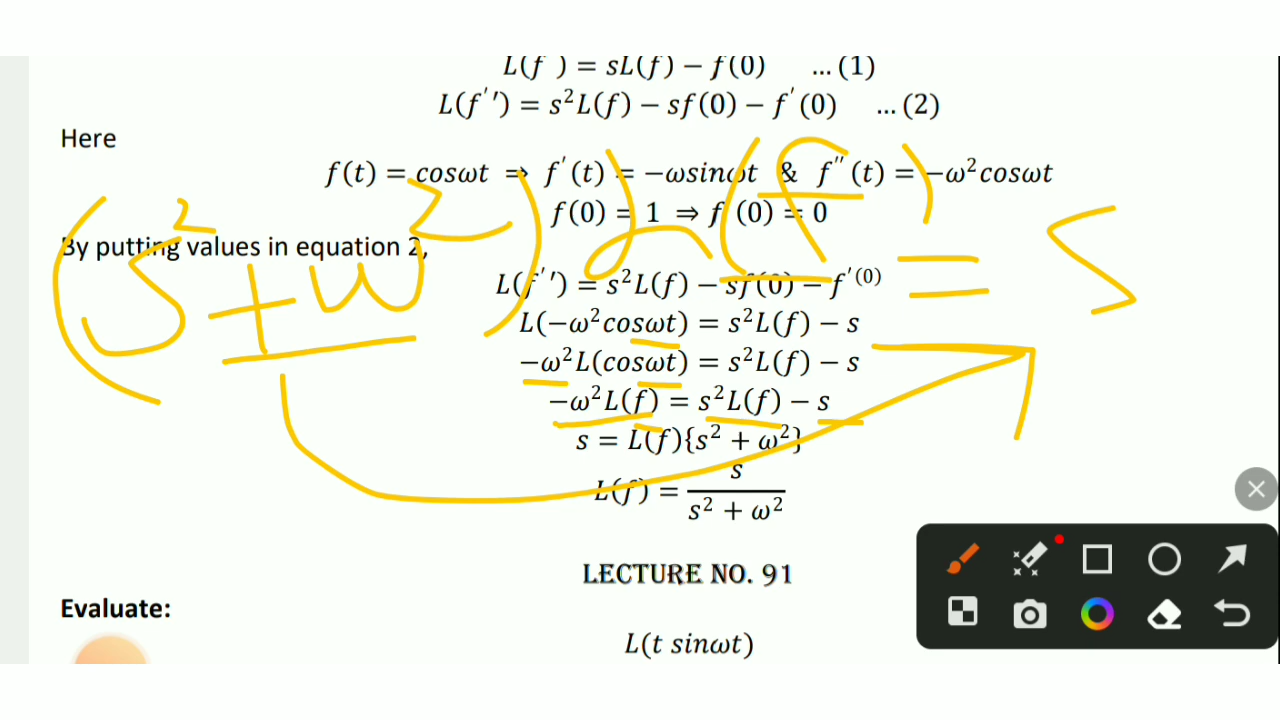 L(f ) = sL(f) − f(0) ... (1)
L(f′′) = s²L(f) − sf(0) − f′(0) ... (2)
Here
f(t) = cosωt ⇒ f′(t) = −ωsinωt & f″(t) = −ω²cosωt
f(0) = 1 ⇒ f (0) = 0
By putting values in equation 2,
L(f′′) = s²L(f) − sf(0) − f′(0)
L(−ω²cosωt) = s²L(f) − s
−ω²L(cosωt) = s²L(f) − s
−ω²L(f) = s²L(f) − s
s = L(f){s² + ω²}
L(f) = s / (s² + ω²)
(s² + w²) L(f) = s
LECTURE NO. 91
Evaluate:
L(t sinωt)